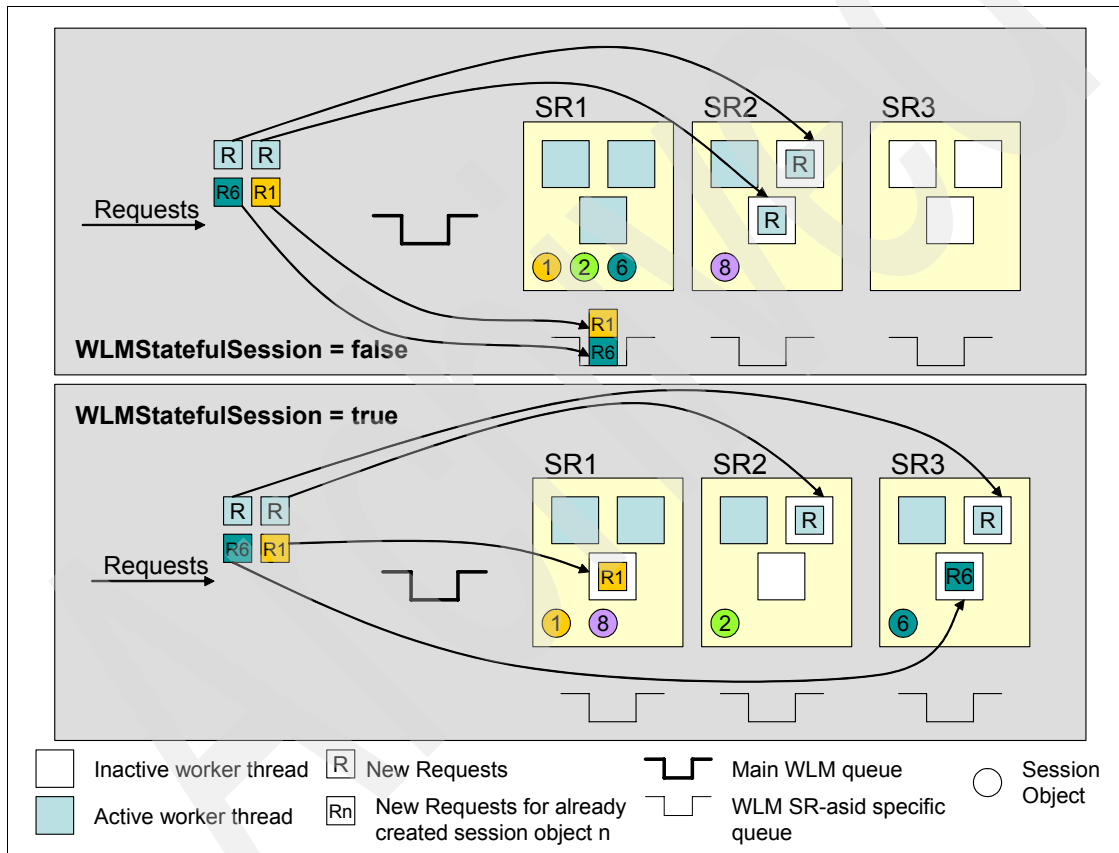 SR1
SR2
SR3
R
R
R
R6
R1
R
Requests
1
2
6
8
R1
WLMStatefulSession = false
R6
WLMStatefulSession = true
SR1
SR2
SR3
R
R
R
R
R6
R1
Requests
R1
R6
1
8
2
6
Inactive worker thread
R
New Requests
Main WLM queue
Session
Object
Active worker thread
Rn
New Requests for already
created session object n
WLM SR-asid specific
queue